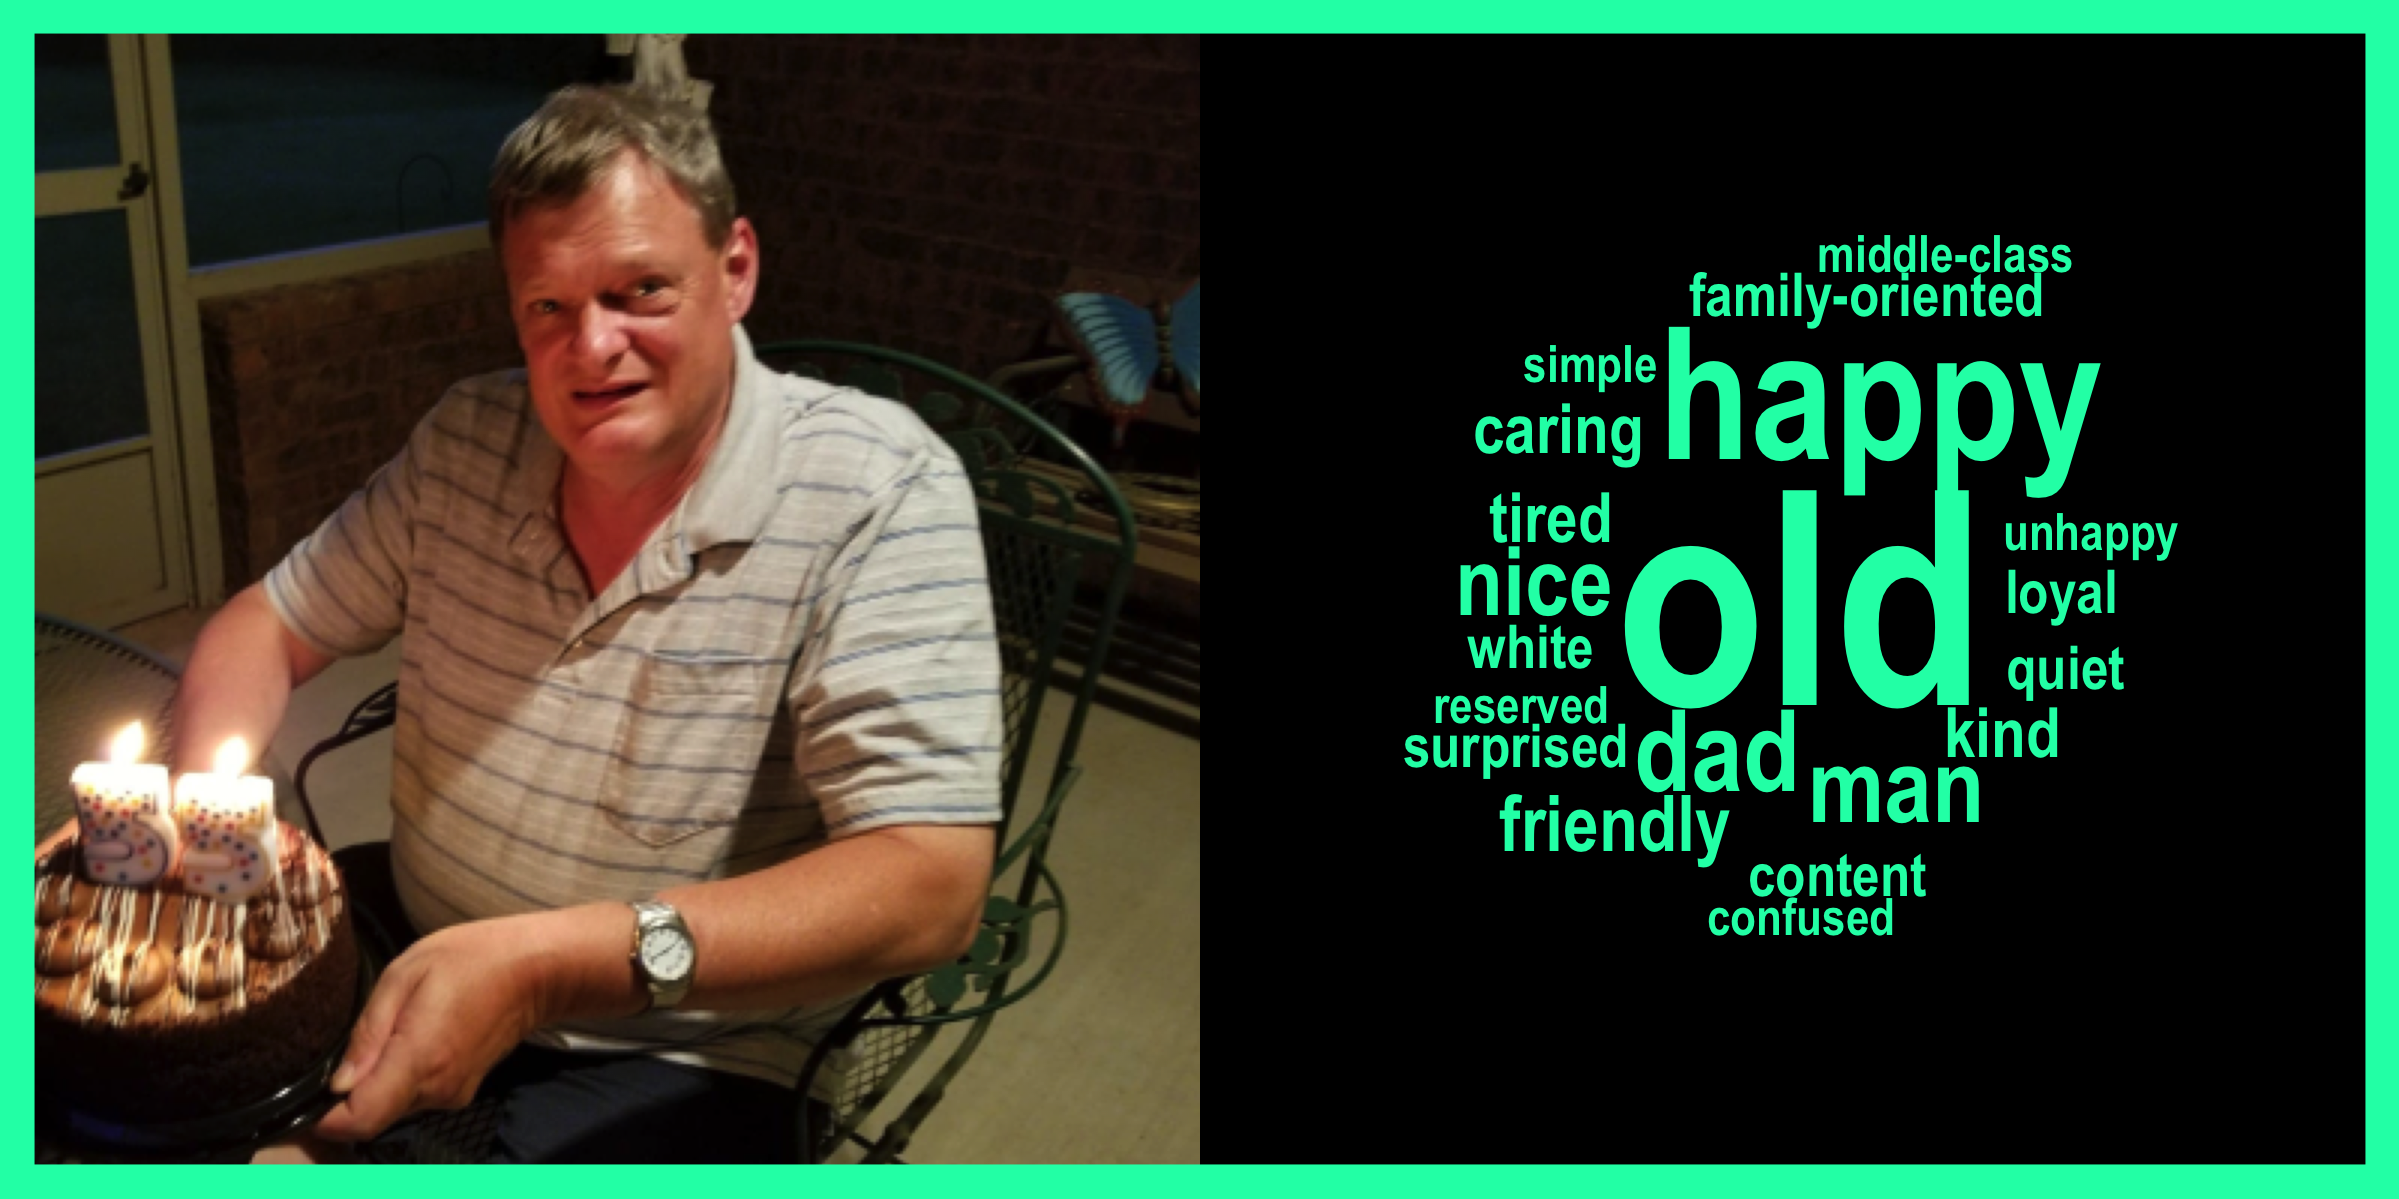 middle-class
family-oriented
simple
happy
caring
tired
old
unhappy
nice
loyal
white
quiet
reserved
surprised
dad
kind
man
friendly
content
confused
55